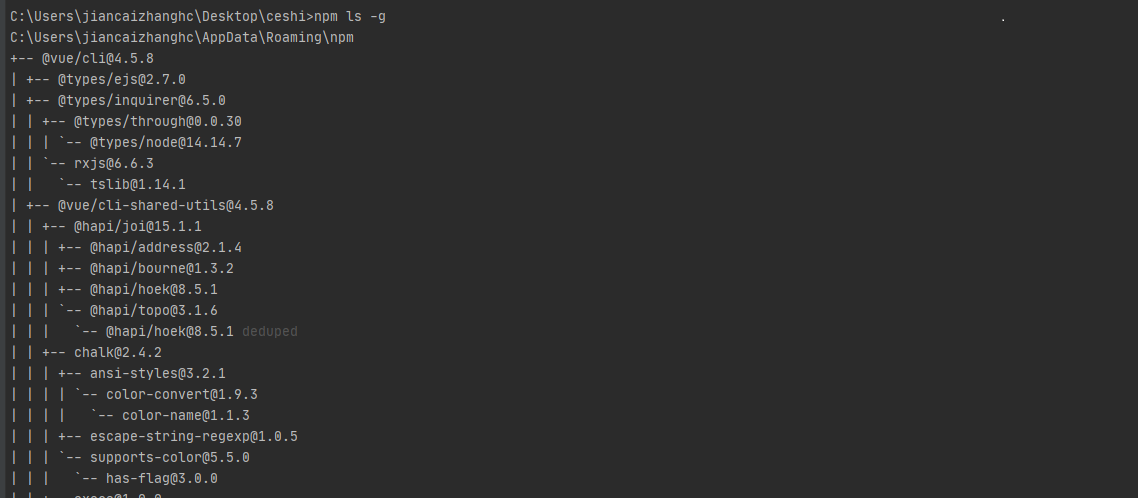 C:\Users\jiancaizhanghc\Desktop\ceshi>npm ls -g
C:\Users\jiancaizhanghc\AppData\Roaming\npm
+-- @vue/cli@4.5.8
| +-- @types/ejs@2.7.0
| +-- @types/inquirer@6.5.0
| | +-- @types/through@0.0.30
| | | `-- @types/node@14.14.7
| | `-- rxjs@6.6.3
| |   `-- tslib@1.14.1
| +-- @vue/cli-shared-utils@4.5.8
| | +-- @hapi/joi@15.1.1
| | | +-- @hapi/address@2.1.4
| | | +-- @hapi/bourne@1.3.2
| | | +-- @hapi/hoek@8.5.1
| | | `-- @hapi/topo@3.1.6
| | |   `-- @hapi/hoek@8.5.1 deduped
| | +-- chalk@2.4.2
| | | +-- ansi-styles@3.2.1
| | | | `-- color-convert@1.9.3
| | | |   `-- color-name@1.1.3
| | | +-- escape-string-regexp@1.0.5
| | | `-- supports-color@5.5.0
| | |   `-- has-flag@3.0.0
| | +-- execa@1.0.0